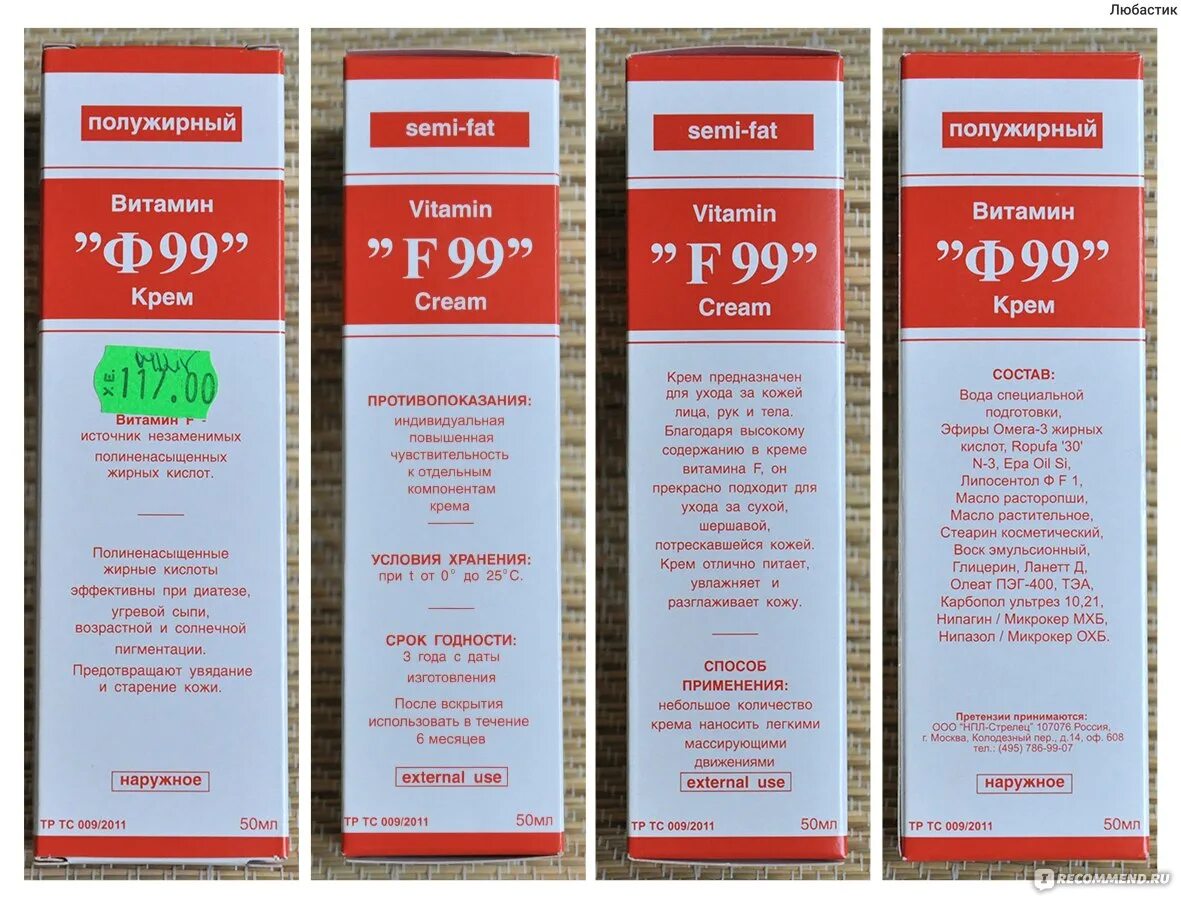 Любастик
полужирный
Витамин
”Ф99”
Крем
Х.Е. 117.00
Витамин F -
источник незаменимых
полиненасыщенных
жирных кислот.
Полиненасыщенные
жирные кислоты
эффективны при диатезе,
угревой сыпи,
возрастной и солнечной
пигментации.
Предотвращают увядание
и старение кожи.
наружное
ТР ТС 009/2011 50мл
semi-fat
Vitamin
”F99”
Cream
ПРОТИВОПОКАЗАНИЯ:
индивидуальная
повышенная
чувствительность
к отдельным
компонентам
крема
УСЛОВИЯ ХРАНЕНИЯ:
при t от 0° до 25°С.
СРОК ГОДНОСТИ:
3 года с даты
изготовления
После вскрытия
использовать в течение
6 месяцев
external use
ТР ТС 009/2011 50мл
semi-fat
Vitamin
”F99”
Cream
Крем предназначен
для ухода за кожей
лица, рук и тела.
Благодаря высокому
содержанию в креме
витамина F, он
прекрасно подходит для
ухода за сухой,
шершавой,
потрескавшейся кожей.
Крем отлично питает,
увлажняет и
разглаживает кожу.
СПОСОБ
ПРИМЕНЕНИЯ:
небольшое количество
крема наносить легкими
массирующими
движениями
external use
ТР ТС 009/2011 50мл
полужирный
Витамин
”Ф99”
Крем
СОСТАВ:
Вода специальной
подготовки,
Эфиры Омега-3 жирных
кислот, Ropufa '30'
N-3, Epa Oil Si,
Липосентол Ф F 1,
Масло расторопши,
Масло растительное,
Стеарин косметический,
Воск эмульсионный,
Глицерин, Ланетт Д,
Олеат ПЭГ-400, ТЭА,
Карбопол ультрез 10,21,
Нипагин / Микрокер МХБ,
Нипазол / Микрокер ОХБ.
Претензии принимаются:
ООО "НПЛ-Стрелец" 107076 Россия,
г. Москва, Колодезный пер., д.14, оф. 608
тел.: (495) 786-99-07
наружное
ТР ТС 009/2011 50мл
IRECOMMEND.RU